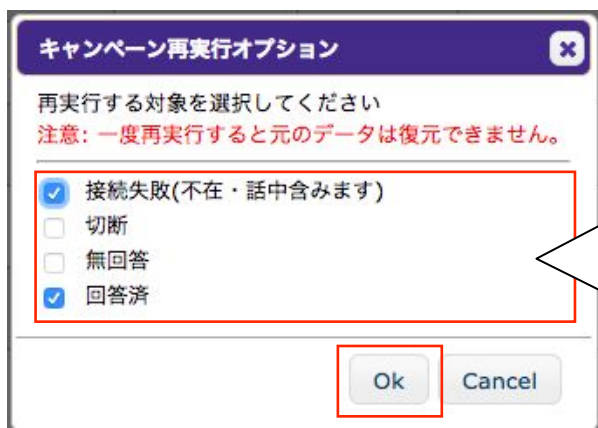 キャンペーン再実行オプション
再実行する対象を選択してください
注意: 一度再実行すると元のデータは復元できません。
接続失敗(不在・話中含みます)
切断
無回答
回答済
Ok Cancel